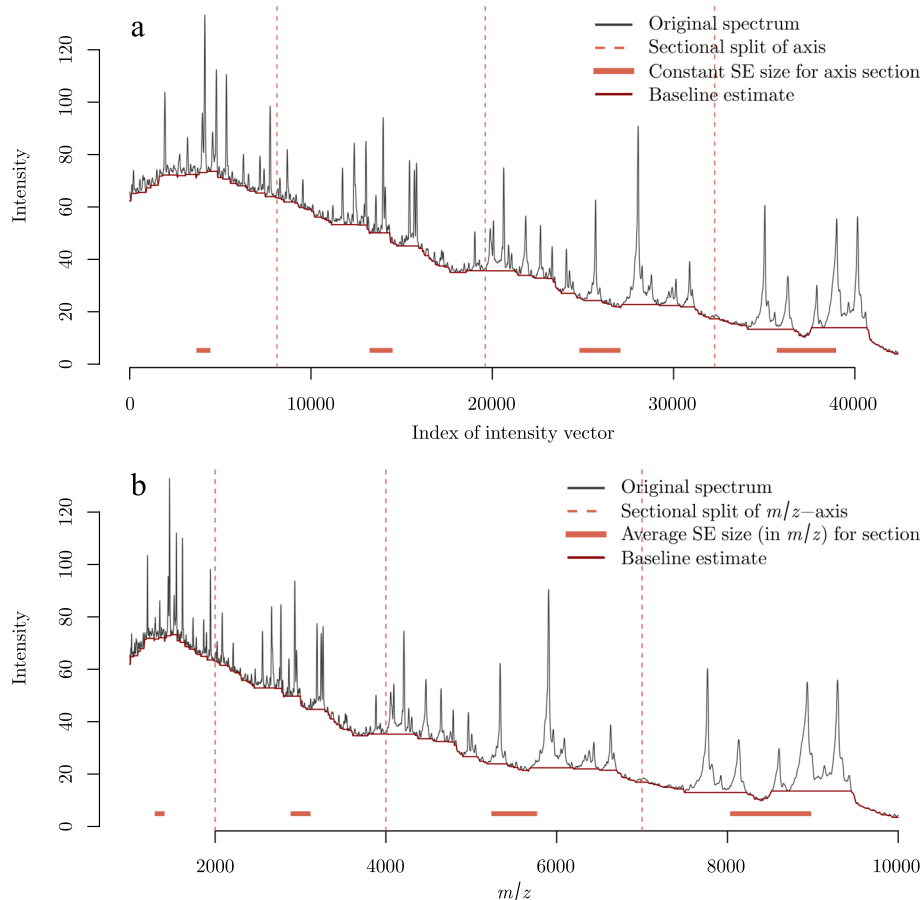 a
Original spectrum
Sectional split of axis
Constant SE size for axis section
Baseline estimate
Intensity
0 20 40 60 80 100 120
0 10000 20000 30000 40000
Index of intensity vector
b
Original spectrum
Sectional split of m/z−axis
Average SE size (in m/z) for section
Baseline estimate
Intensity
0 20 40 60 80 100 120
2000 4000 6000 8000 10000
m/z